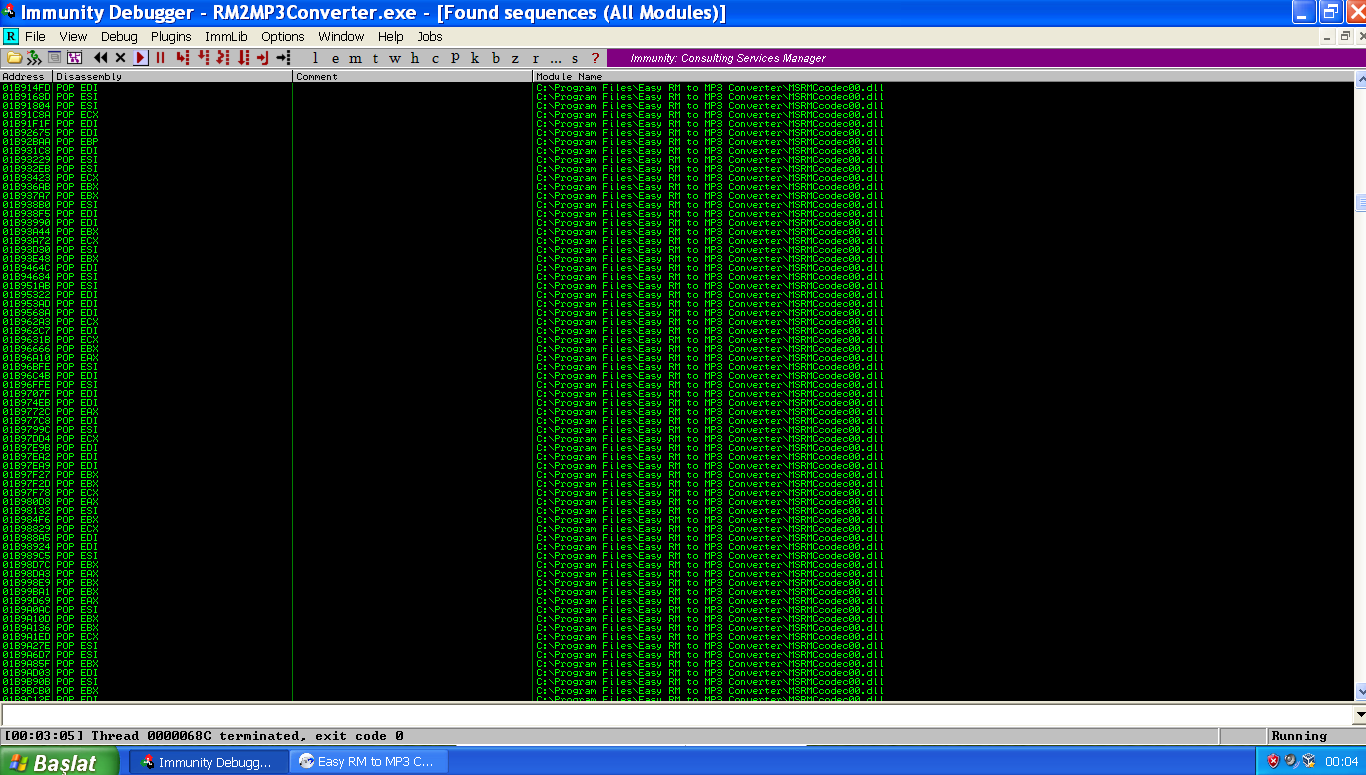 Immunity Debugger - RM2MP3Converter.exe - [Found sequences (All Modules)]
File View Debug Plugins ImmLib Options Window Help Jobs
l e m t w h c p k b z r ... s ? Immunity: Consulting Services Manager
Address Disassembly Comment Module Name
01B914FD POP EDI C:\Program Files\Easy RM to MP3 Converter\MSRMCcodec00.dll
01B9168D POP ESI C:\Program Files\Easy RM to MP3 Converter\MSRMCcodec00.dll
01B91804 POP ESI C:\Program Files\Easy RM to MP3 Converter\MSRMCcodec00.dll
01B91C8A POP ECX C:\Program Files\Easy RM to MP3 Converter\MSRMCcodec00.dll
01B91F1F POP EDI C:\Program Files\Easy RM to MP3 Converter\MSRMCcodec00.dll
01B92675 POP EDI C:\Program Files\Easy RM to MP3 Converter\MSRMCcodec00.dll
01B92BAA POP EBP C:\Program Files\Easy RM to MP3 Converter\MSRMCcodec00.dll
01B931C8 POP EDI C:\Program Files\Easy RM to MP3 Converter\MSRMCcodec00.dll
01B93229 POP ESI C:\Program Files\Easy RM to MP3 Converter\MSRMCcodec00.dll
01B932EB POP ESI C:\Program Files\Easy RM to MP3 Converter\MSRMCcodec00.dll
01B93423 POP ECX C:\Program Files\Easy RM to MP3 Converter\MSRMCcodec00.dll
01B936AB POP EBX C:\Program Files\Easy RM to MP3 Converter\MSRMCcodec00.dll
01B937A7 POP EBX C:\Program Files\Easy RM to MP3 Converter\MSRMCcodec00.dll
01B938B0 POP ESI C:\Program Files\Easy RM to MP3 Converter\MSRMCcodec00.dll
01B938F5 POP EDI C:\Program Files\Easy RM to MP3 Converter\MSRMCcodec00.dll
01B93990 POP EDI C:\Program Files\Easy RM to MP3 Converter\MSRMCcodec00.dll
01B93A44 POP EBX C:\Program Files\Easy RM to MP3 Converter\MSRMCcodec00.dll
01B93A72 POP ECX C:\Program Files\Easy RM to MP3 Converter\MSRMCcodec00.dll
01B93D30 POP ESI C:\Program Files\Easy RM to MP3 Converter\MSRMCcodec00.dll
01B93E48 POP EBX C:\Program Files\Easy RM to MP3 Converter\MSRMCcodec00.dll
01B9464C POP EDI C:\Program Files\Easy RM to MP3 Converter\MSRMCcodec00.dll
01B94684 POP ESI C:\Program Files\Easy RM to MP3 Converter\MSRMCcodec00.dll
01B951AB POP ESI C:\Program Files\Easy RM to MP3 Converter\MSRMCcodec00.dll
01B95322 POP EDI C:\Program Files\Easy RM to MP3 Converter\MSRMCcodec00.dll
01B953AD POP EDI C:\Program Files\Easy RM to MP3 Converter\MSRMCcodec00.dll
01B9568A POP EDI C:\Program Files\Easy RM to MP3 Converter\MSRMCcodec00.dll
01B962A3 POP ECX C:\Program Files\Easy RM to MP3 Converter\MSRMCcodec00.dll
01B962C7 POP EDI C:\Program Files\Easy RM to MP3 Converter\MSRMCcodec00.dll
01B9631B POP ECX C:\Program Files\Easy RM to MP3 Converter\MSRMCcodec00.dll
01B96666 POP EBX C:\Program Files\Easy RM to MP3 Converter\MSRMCcodec00.dll
01B96A10 POP EAX C:\Program Files\Easy RM to MP3 Converter\MSRMCcodec00.dll
01B96BFE POP ESI C:\Program Files\Easy RM to MP3 Converter\MSRMCcodec00.dll
01B96C4B POP EDI C:\Program Files\Easy RM to MP3 Converter\MSRMCcodec00.dll
01B96FFE POP ESI C:\Program Files\Easy RM to MP3 Converter\MSRMCcodec00.dll
01B9707F POP ESI C:\Program Files\Easy RM to MP3 Converter\MSRMCcodec00.dll
01B974EB POP EDI C:\Program Files\Easy RM to MP3 Converter\MSRMCcodec00.dll
01B9772C POP EAX C:\Program Files\Easy RM to MP3 Converter\MSRMCcodec00.dll
01B977C8 POP EDI C:\Program Files\Easy RM to MP3 Converter\MSRMCcodec00.dll
01B9799C POP ESI C:\Program Files\Easy RM to MP3 Converter\MSRMCcodec00.dll
01B97DD4 POP ECX C:\Program Files\Easy RM to MP3 Converter\MSRMCcodec00.dll
01B97E9B POP EDI C:\Program Files\Easy RM to MP3 Converter\MSRMCcodec00.dll
01B97EA2 POP EDI C:\Program Files\Easy RM to MP3 Converter\MSRMCcodec00.dll
01B97EA9 POP EDI C:\Program Files\Easy RM to MP3 Converter\MSRMCcodec00.dll
01B97F27 POP EBX C:\Program Files\Easy RM to MP3 Converter\MSRMCcodec00.dll
01B97F2D POP EBX C:\Program Files\Easy RM to MP3 Converter\MSRMCcodec00.dll
01B97F78 POP ECX C:\Program Files\Easy RM to MP3 Converter\MSRMCcodec00.dll
01B980D8 POP EAX C:\Program Files\Easy RM to MP3 Converter\MSRMCcodec00.dll
01B98132 POP ESI C:\Program Files\Easy RM to MP3 Converter\MSRMCcodec00.dll
01B984F6 POP EBX C:\Program Files\Easy RM to MP3 Converter\MSRMCcodec00.dll
01B98829 POP ECX C:\Program Files\Easy RM to MP3 Converter\MSRMCcodec00.dll
01B988A5 POP EDI C:\Program Files\Easy RM to MP3 Converter\MSRMCcodec00.dll
01B98924 POP EDI C:\Program Files\Easy RM to MP3 Converter\MSRMCcodec00.dll
01B989C5 POP ESI C:\Program Files\Easy RM to MP3 Converter\MSRMCcodec00.dll
01B98D7C POP EBX C:\Program Files\Easy RM to MP3 Converter\MSRMCcodec00.dll
01B98DA3 POP EAX C:\Program Files\Easy RM to MP3 Converter\MSRMCcodec00.dll
01B998E9 POP EBX C:\Program Files\Easy RM to MP3 Converter\MSRMCcodec00.dll
01B99BA1 POP EBX C:\Program Files\Easy RM to MP3 Converter\MSRMCcodec00.dll
01B99D69 POP EAX C:\Program Files\Easy RM to MP3 Converter\MSRMCcodec00.dll
01B9A0AC POP ESI C:\Program Files\Easy RM to MP3 Converter\MSRMCcodec00.dll
01B9A10D POP EBX C:\Program Files\Easy RM to MP3 Converter\MSRMCcodec00.dll
01B9A136 POP EBX C:\Program Files\Easy RM to MP3 Converter\MSRMCcodec00.dll
01B9A1ED POP ECX C:\Program Files\Easy RM to MP3 Converter\MSRMCcodec00.dll
01B9A27E POP ESI C:\Program Files\Easy RM to MP3 Converter\MSRMCcodec00.dll
01B9A6D7 POP ESI C:\Program Files\Easy RM to MP3 Converter\MSRMCcodec00.dll
01B9A85F POP EBX C:\Program Files\Easy RM to MP3 Converter\MSRMCcodec00.dll
01B9AD03 POP EDI C:\Program Files\Easy RM to MP3 Converter\MSRMCcodec00.dll
01B9B90B POP ESI C:\Program Files\Easy RM to MP3 Converter\MSRMCcodec00.dll
01B9BCB0 POP EBX C:\Program Files\Easy RM to MP3 Converter\MSRMCcodec00.dll
01B9C12E POP EDI C:\Program Files\Easy RM to MP3 Converter\MSRMCcodec00.dll
[00:03:05] Thread 0000068C terminated, exit code 0 Running
Başlat Immunity Debugg... Easy RM to MP3 C... 00:04